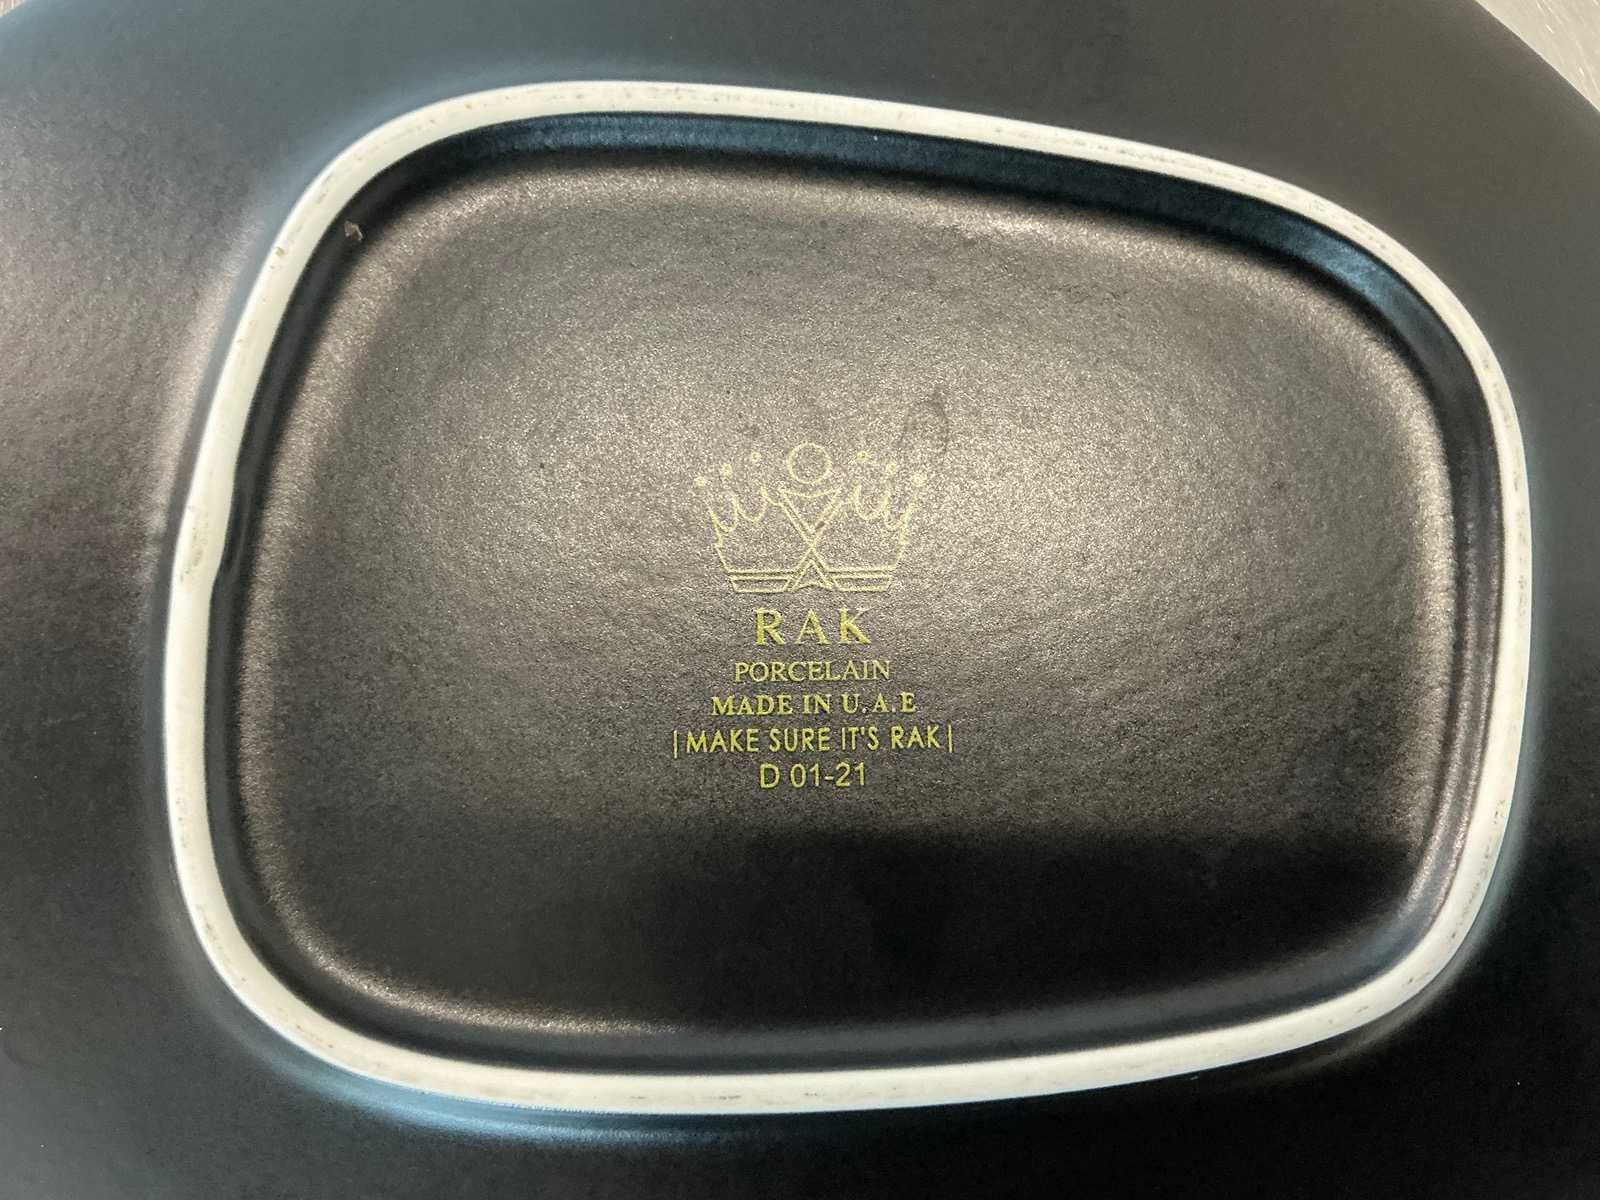 RAK
PORCELAIN
MADE IN U.A.E
|MAKE SURE IT'S RAK|
D 01-21